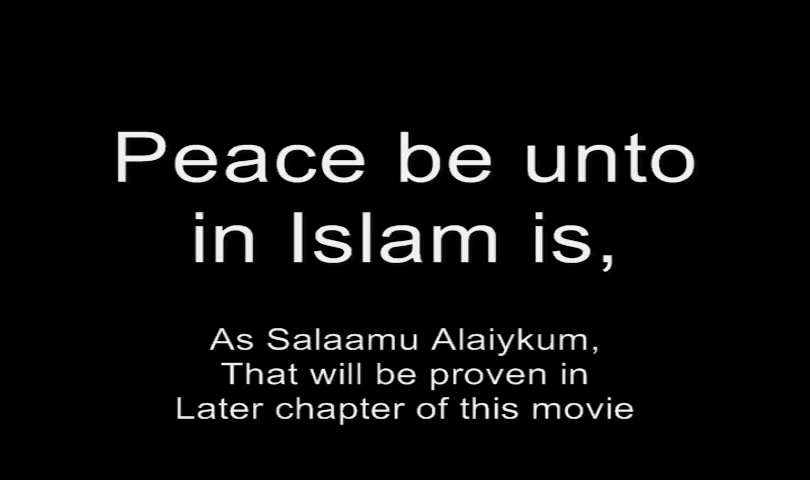 Peace be unto
in Islam is,
As Salaamu Alaiykum,
That will be proven in
Later chapter of this movie